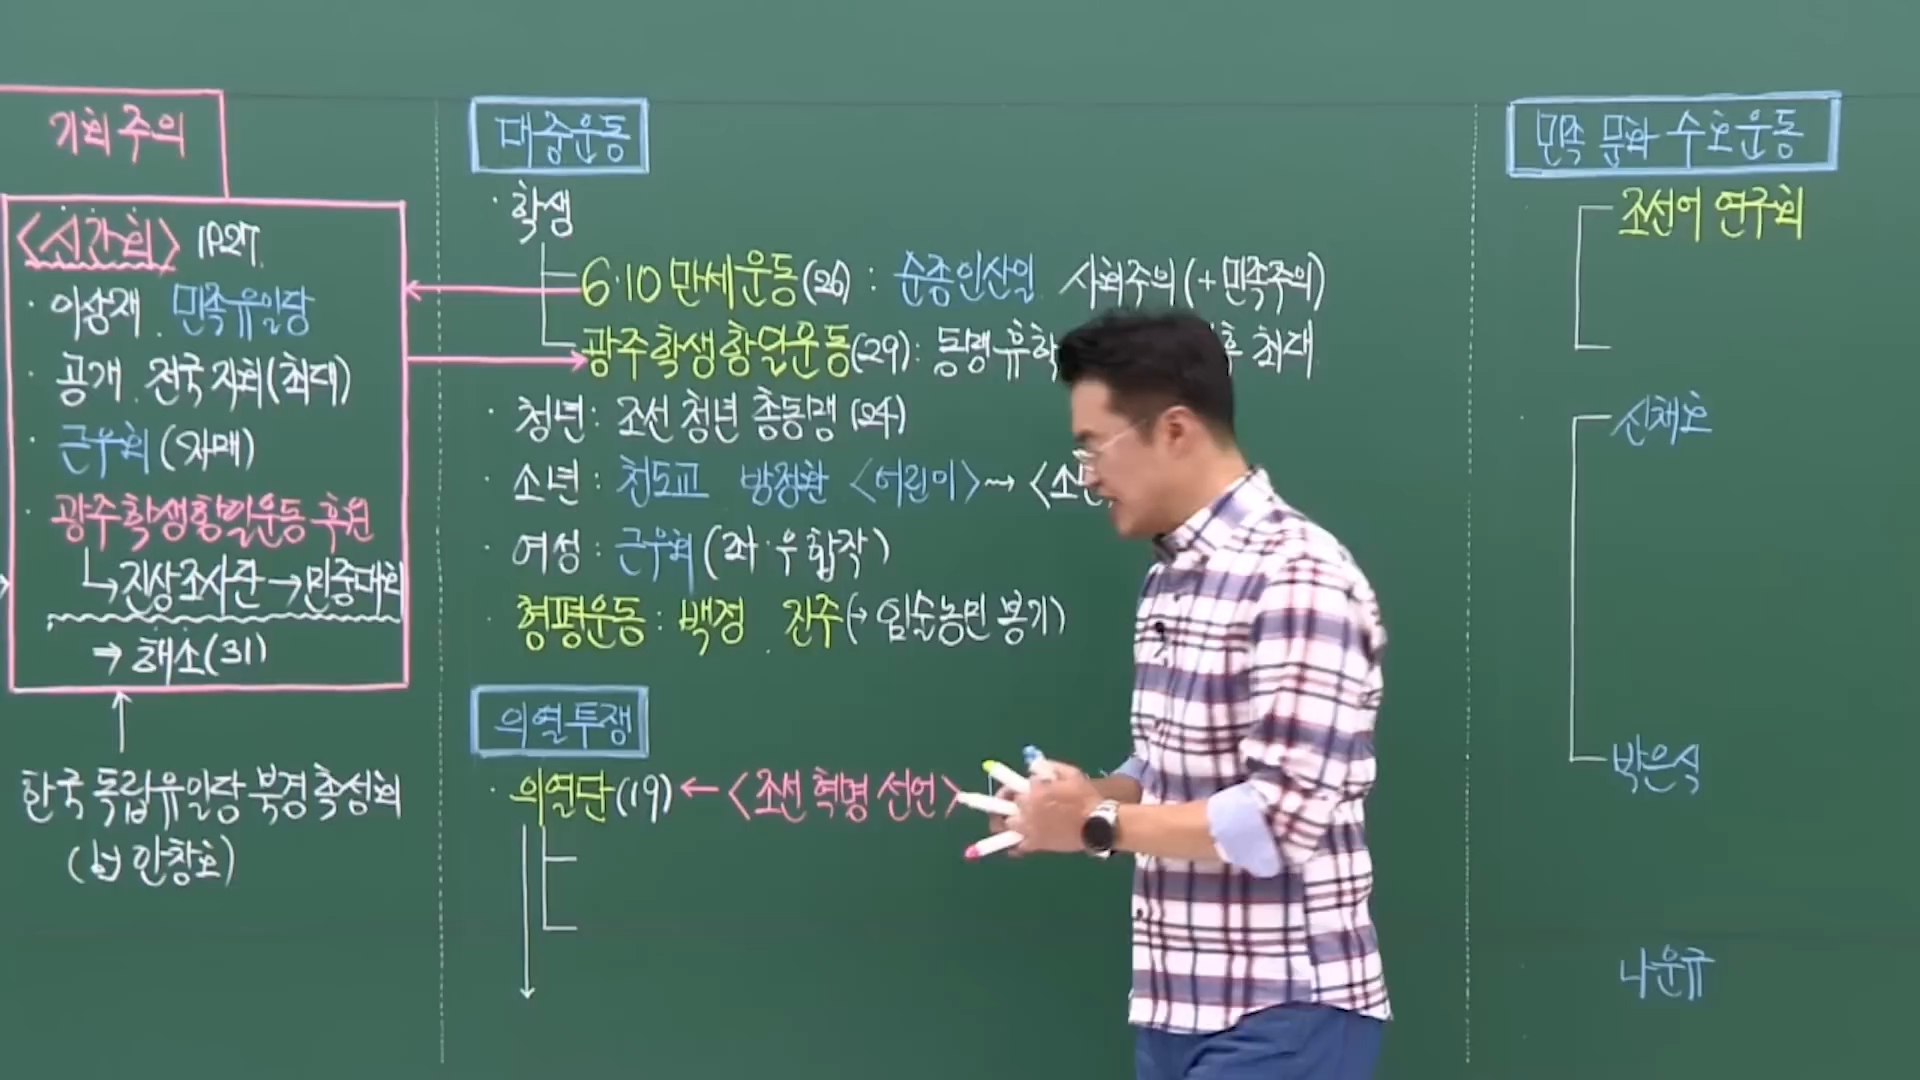 기회주의
<신간회> 1927.
· 이상재. 민족유일당
· 공개. 전국 지회(최대)
· 근우회 (자매)
· 광주학생항일운동 후원
└→진상조사단→민중대회
⇒ 해소(31)
한국독립유일당 북경촉성회
(by 안창호)
대중운동
· 학생
6·10 만세운동(26) : 순종인산일. 사회주의(+민족주의)
광주학생항일운동(29): 동맹휴학 최대
· 청년: 조선 청년 총동맹 (24)
· 소년: 천도교 방정환 <어린이>→ <소년
· 여성: 근우회 (좌·우 합작)
· 형평운동: 백정. 진주(→ 임술농민 봉기)
의열투쟁
· 의열단(19) ← <조선 혁명 선언>
민족 문화 수호운동
조선어 연구회
신채호
박은식
나운규